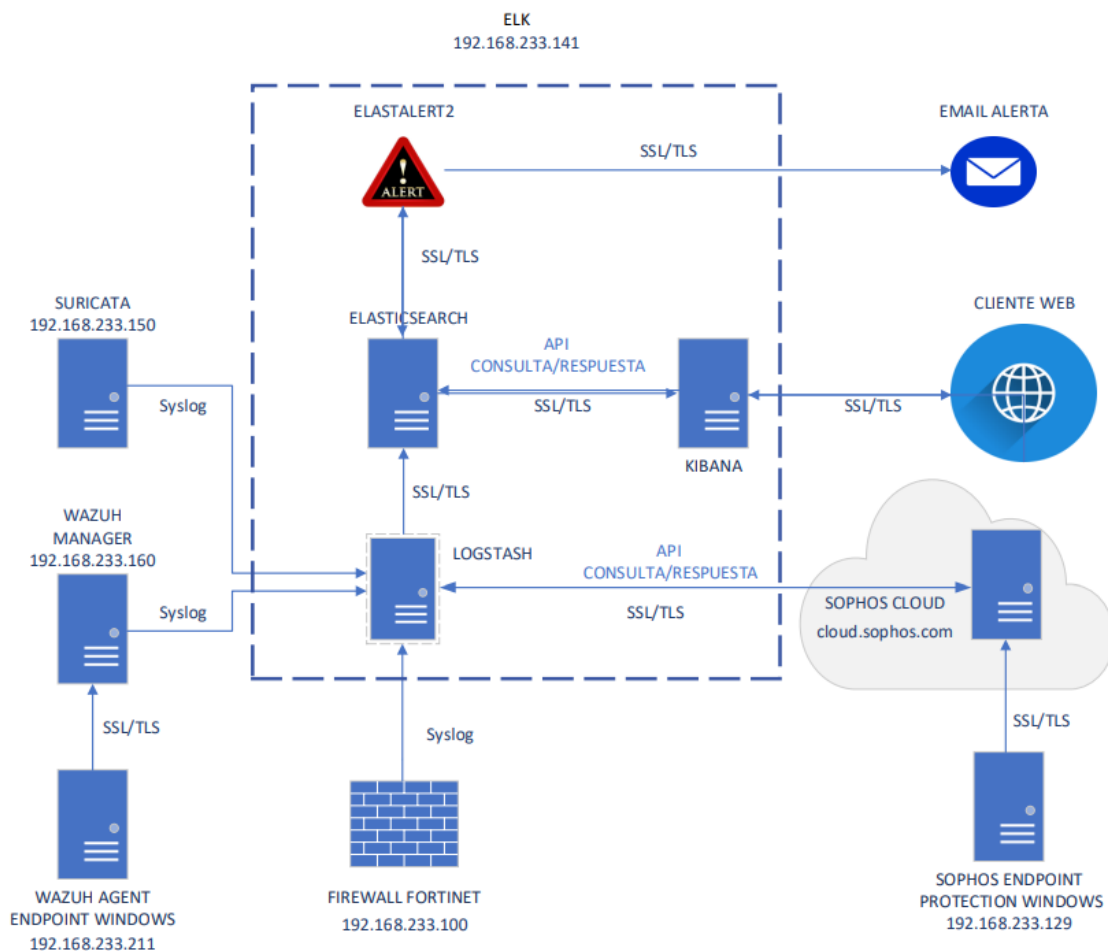 ELK
192.168.233.141
ELASTALERT2
EMAIL ALERTA
ALERT
SSL/TLS
SSL/TLS
SURICATA
192.168.233.150
ELASTICSEARCH
CLIENTE WEB
API
CONSULTA/RESPUESTA
Syslog
SSL/TLS
SSL/TLS
KIBANA
SSL/TLS
WAZUH
MANAGER
192.168.233.160
LOGSTASH
API
CONSULTA/RESPUESTA
Syslog
SSL/TLS
SOPHOS CLOUD
cloud.sophos.com
SSL/TLS
Syslog
SSL/TLS
WAZUH AGENT
ENDPOINT WINDOWS
192.168.233.211
FIREWALL FORTINET
192.168.233.100
SOPHOS ENDPOINT
PROTECTION WINDOWS
192.168.233.129